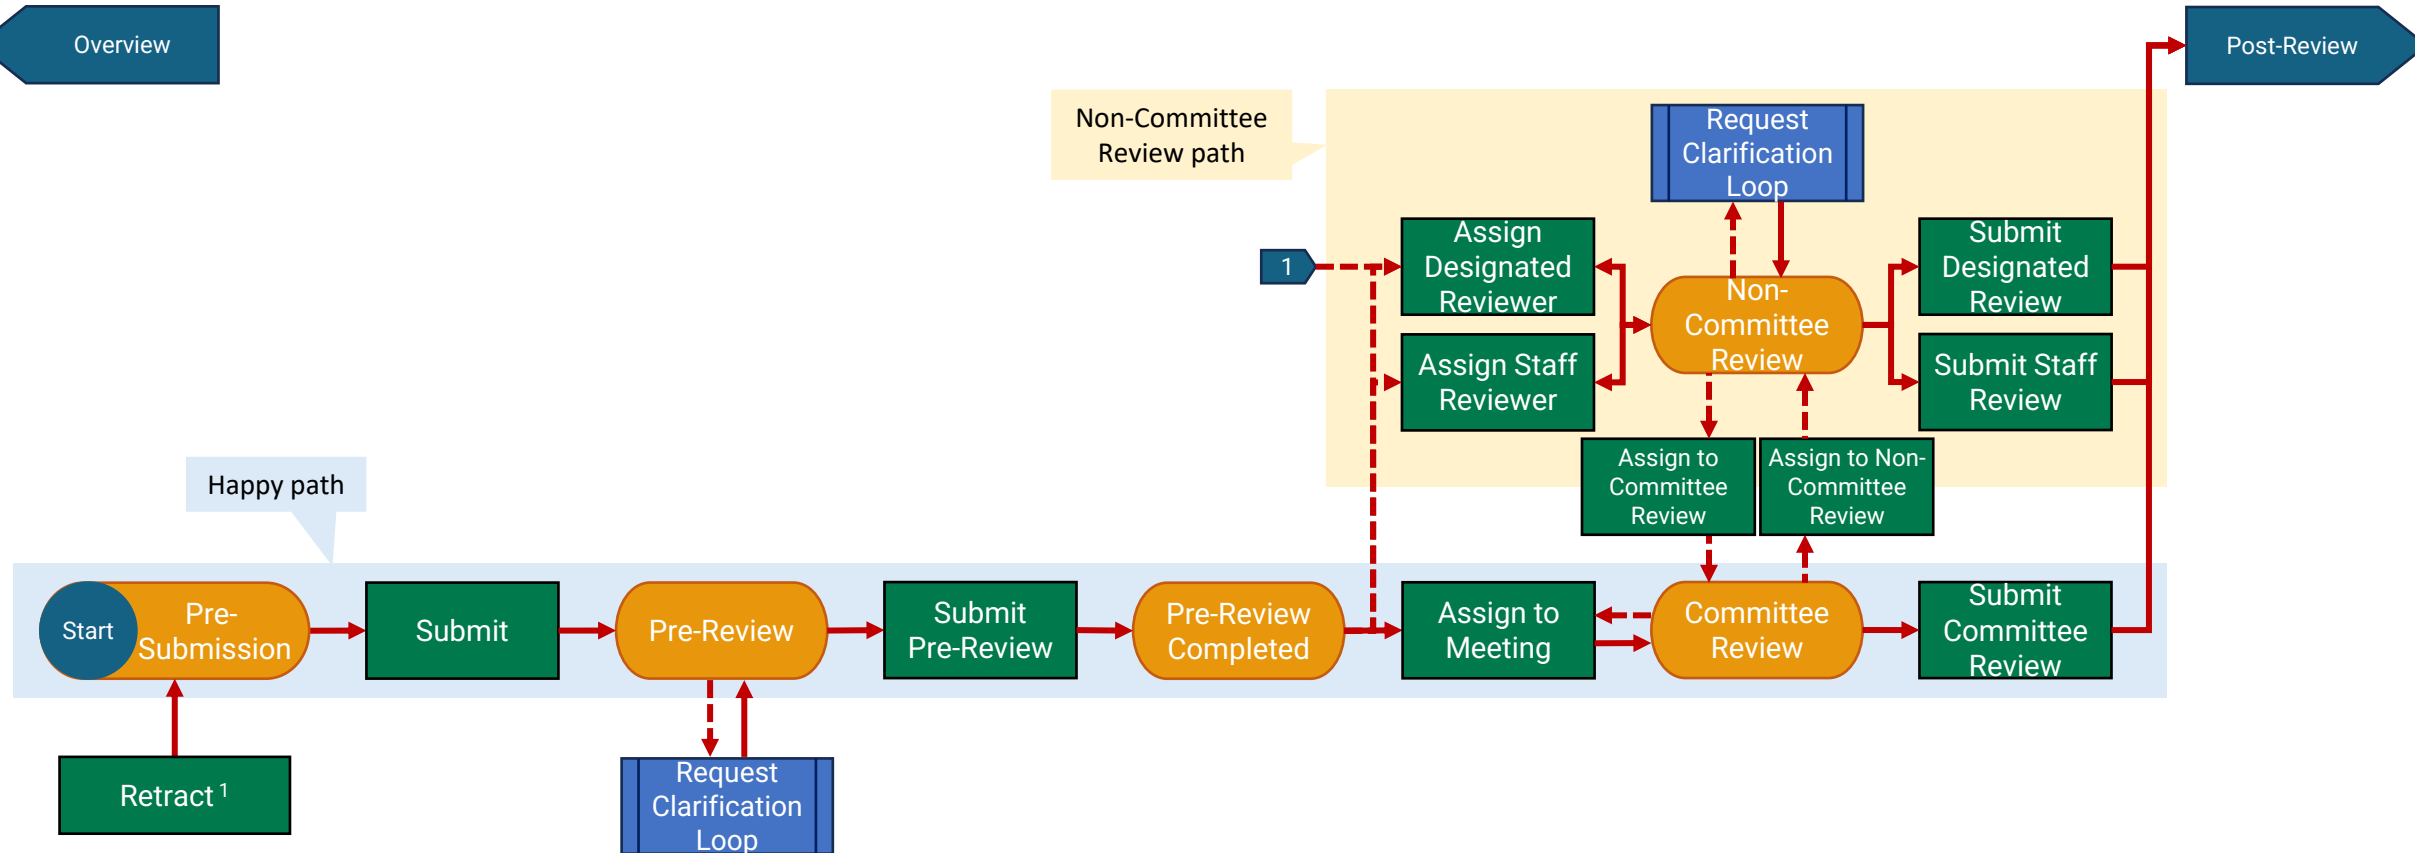 Overview
Post-Review
Non-Committee
Review path
Request
Clarification
Loop
1
Assign
Designated
Reviewer
Non-
Committee
Review
Submit
Designated
Review
Assign Staff
Reviewer
Submit Staff
Review
Assign to
Committee
Review
Assign to Non-
Committee
Review
Happy path
Start
Pre-
Submission
Submit
Pre-Review
Submit
Pre-Review
Pre-Review
Completed
Assign to
Meeting
Committee
Review
Submit
Committee
Review
Retract 1
Request
Clarification
Loop